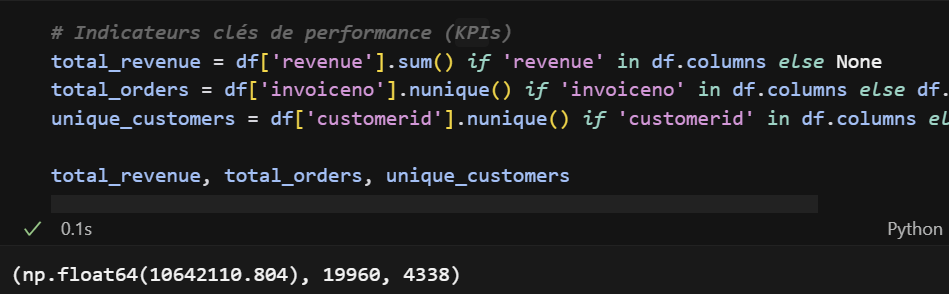 # Indicateurs clés de performance (KPIs)
total_revenue = df['revenue'].sum() if 'revenue' in df.columns else None
total_orders = df['invoiceno'].nunique() if 'invoiceno' in df.columns else df.
unique_customers = df['customerid'].nunique() if 'customerid' in df.columns el
total_revenue, total_orders, unique_customers
0.1s
Python
(np.float64(10642110.804), 19960, 4338)